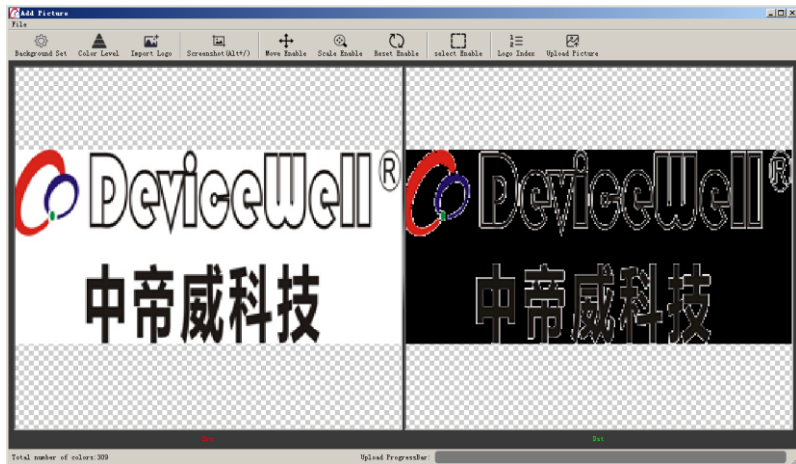 Add Picture
File
Background Set Color Level Import Logo Screenshot(Alt+/) Move Enable Scale Enable Reset Enable select Enable Logo Index Upload Picture
DeviceWell® DeviceWell®
中帝威科技 中帝威科技
Dst
Total number of colors:309 Upload ProgressBar: